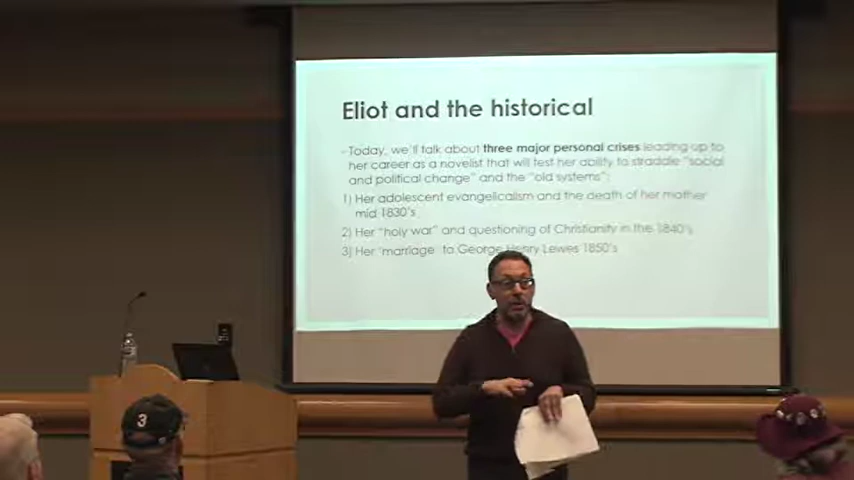 Eliot and the historical
Today, we'll talk about three major personal crises leading up to
her career as a novelist that will test her ability to straddle "social
and political change" and the "old systems":
1) Her adolescent evangelicalism and the death of her mother
mid 1830's
2) Her "holy war" and questioning of Christianity in the 1840's
3) Her "marriage" to George Henry Lewes 1850's
3